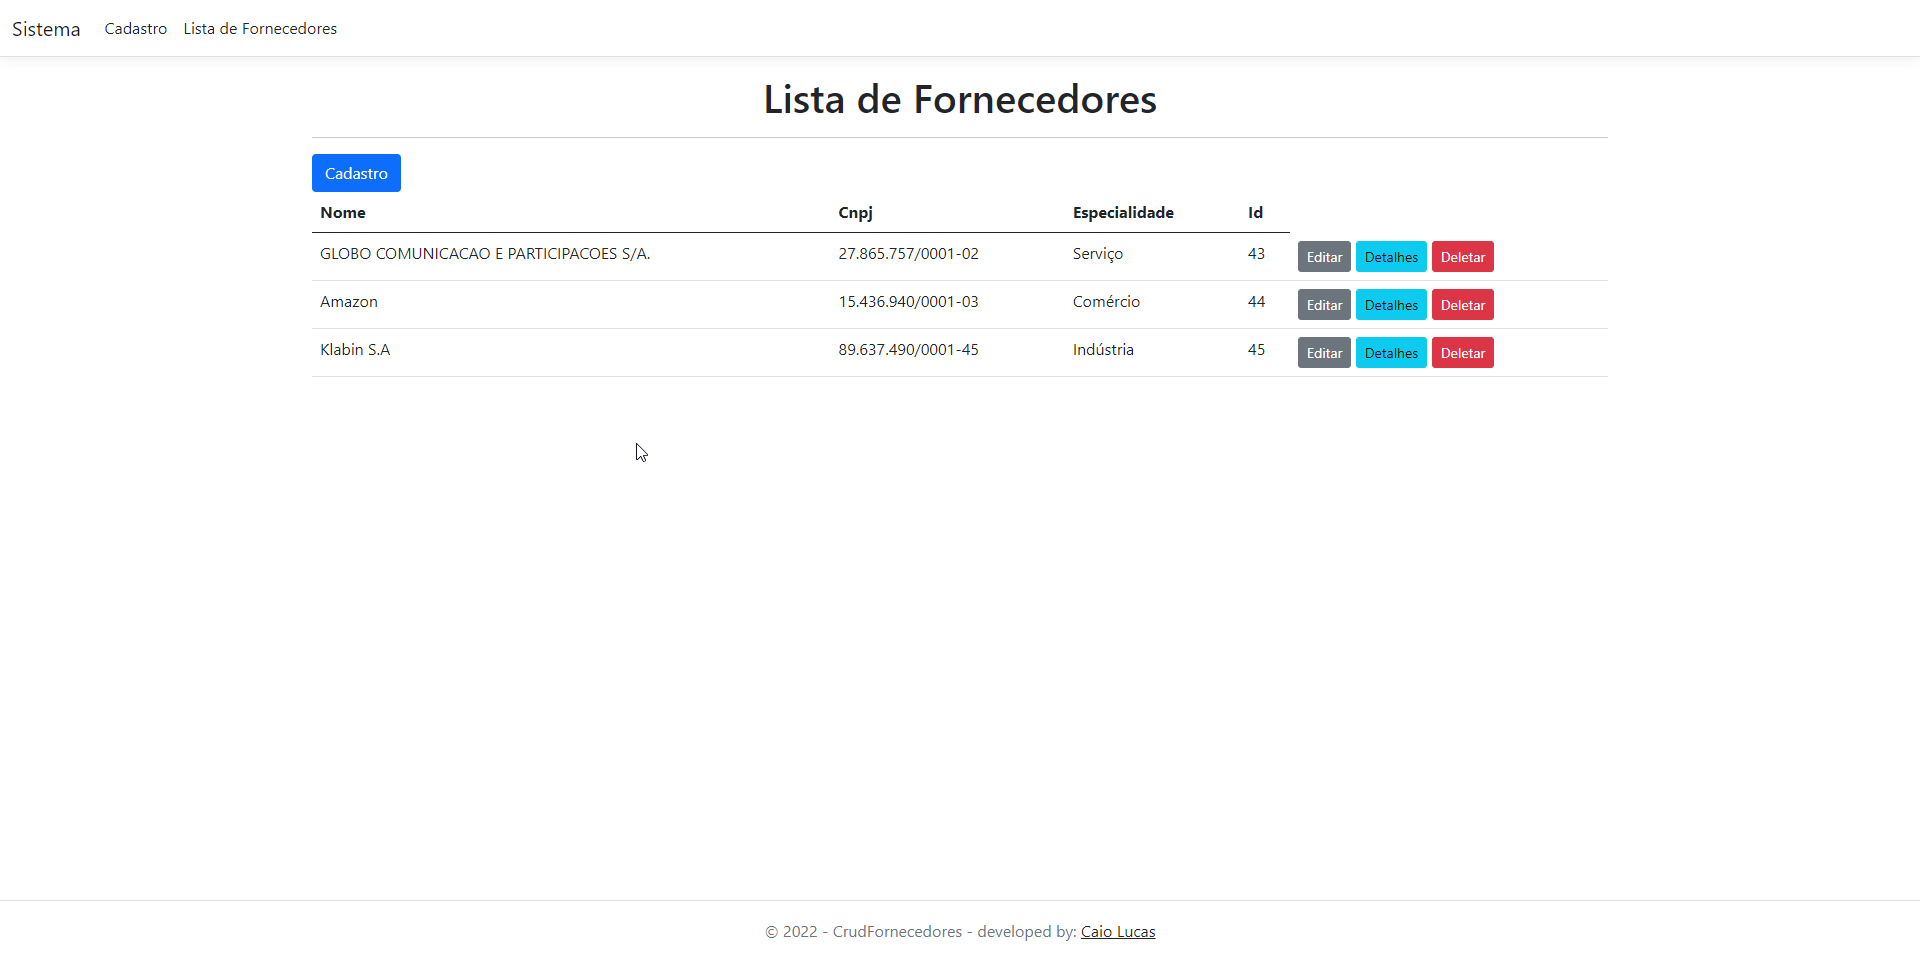 Sistema Cadastro Lista de Fornecedores
Lista de Fornecedores
Cadastro
Nome Cnpj Especialidade Id
GLOBO COMUNICACAO E PARTICIPACOES S/A. 27.865.757/0001-02 Serviço 43 Editar Detalhes Deletar
Amazon 15.436.940/0001-03 Comércio 44 Editar Detalhes Deletar
Klabin S.A 89.637.490/0001-45 Indústria 45 Editar Detalhes Deletar
© 2022 - CrudFornecedores - developed by: Caio Lucas